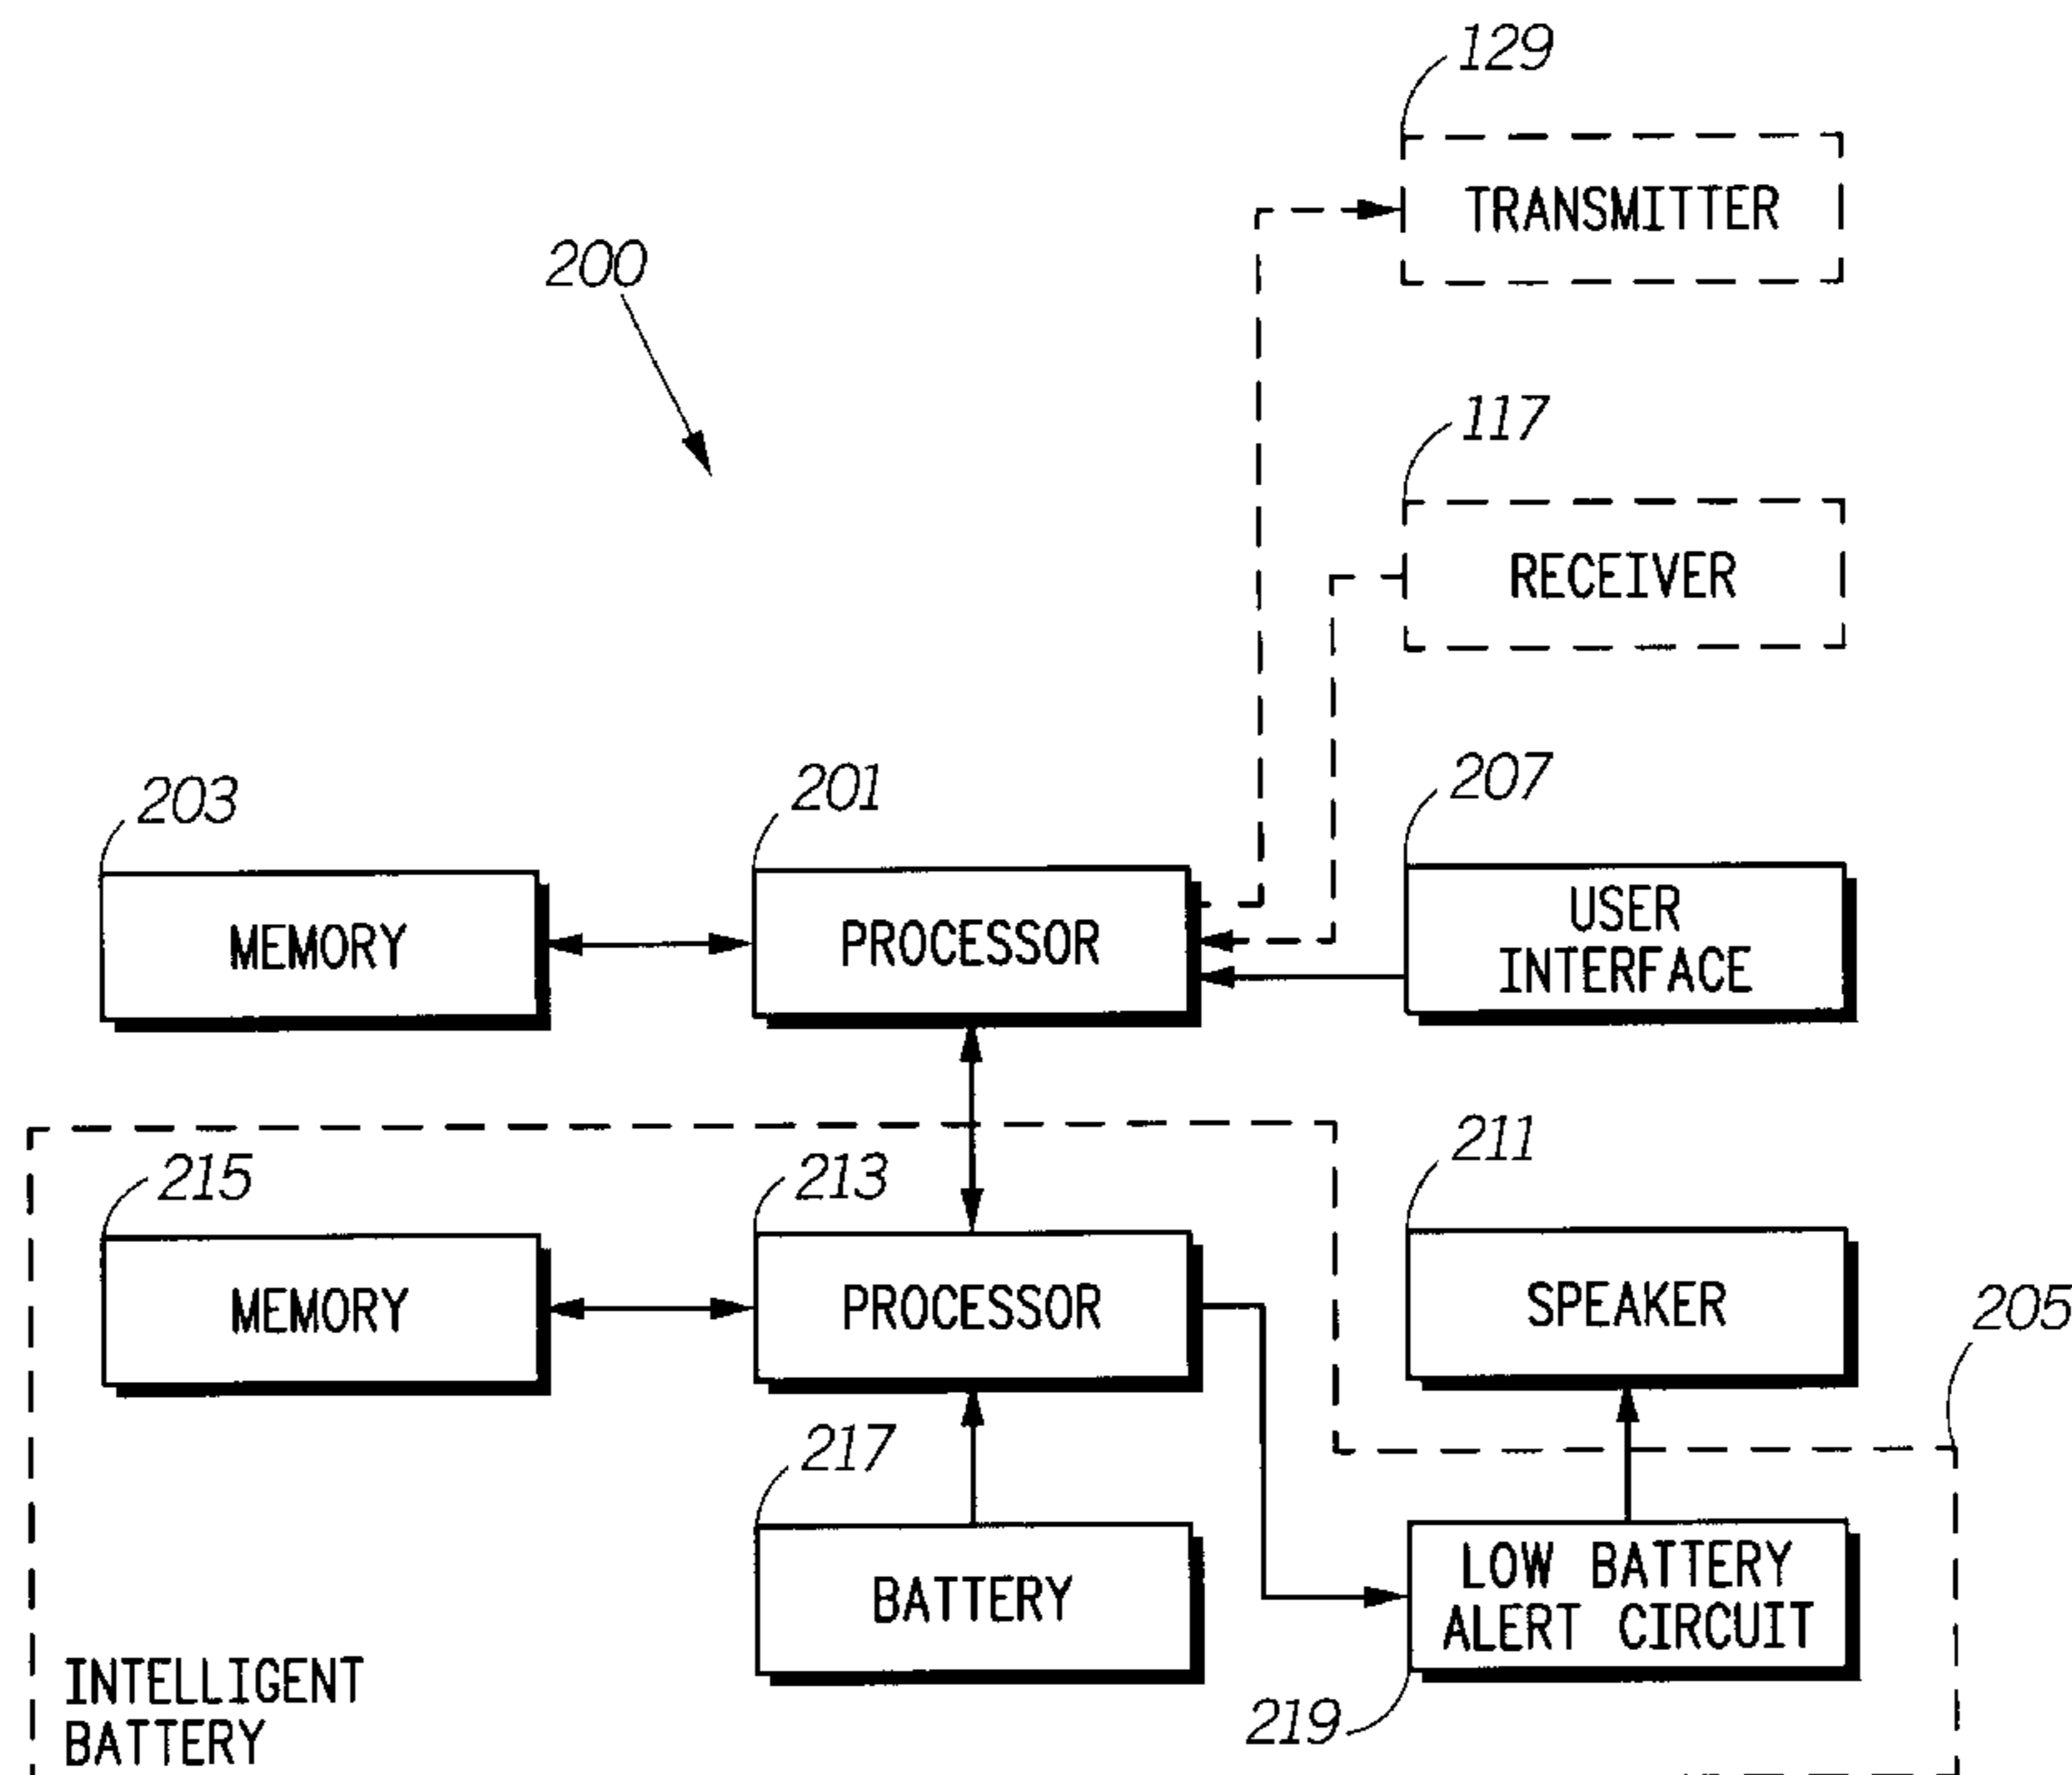 129
TRANSMITTER
200
117
RECEIVER
203
201
207
MEMORY
PROCESSOR
USER
INTERFACE
215
213
211
MEMORY
PROCESSOR
SPEAKER
205
217
BATTERY
LOW BATTERY
ALERT CIRCUIT
219
INTELLIGENT
BATTERY